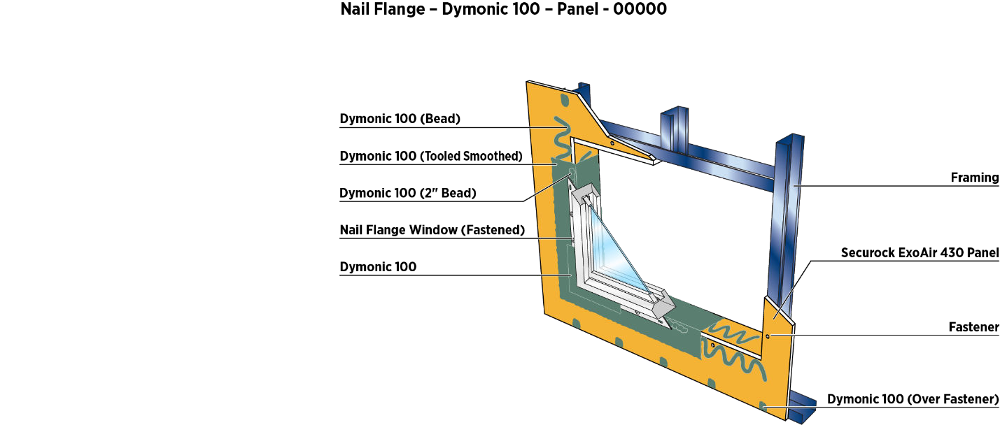 Nail Flange – Dymonic 100 – Panel - 00000
Dymonic 100 (Bead)
Dymonic 100 (Tooled Smoothed)
Dymonic 100 (2" Bead)
Nail Flange Window (Fastened)
Dymonic 100
Framing
Securock ExoAir 430 Panel
Fastener
Dymonic 100 (Over Fastener)